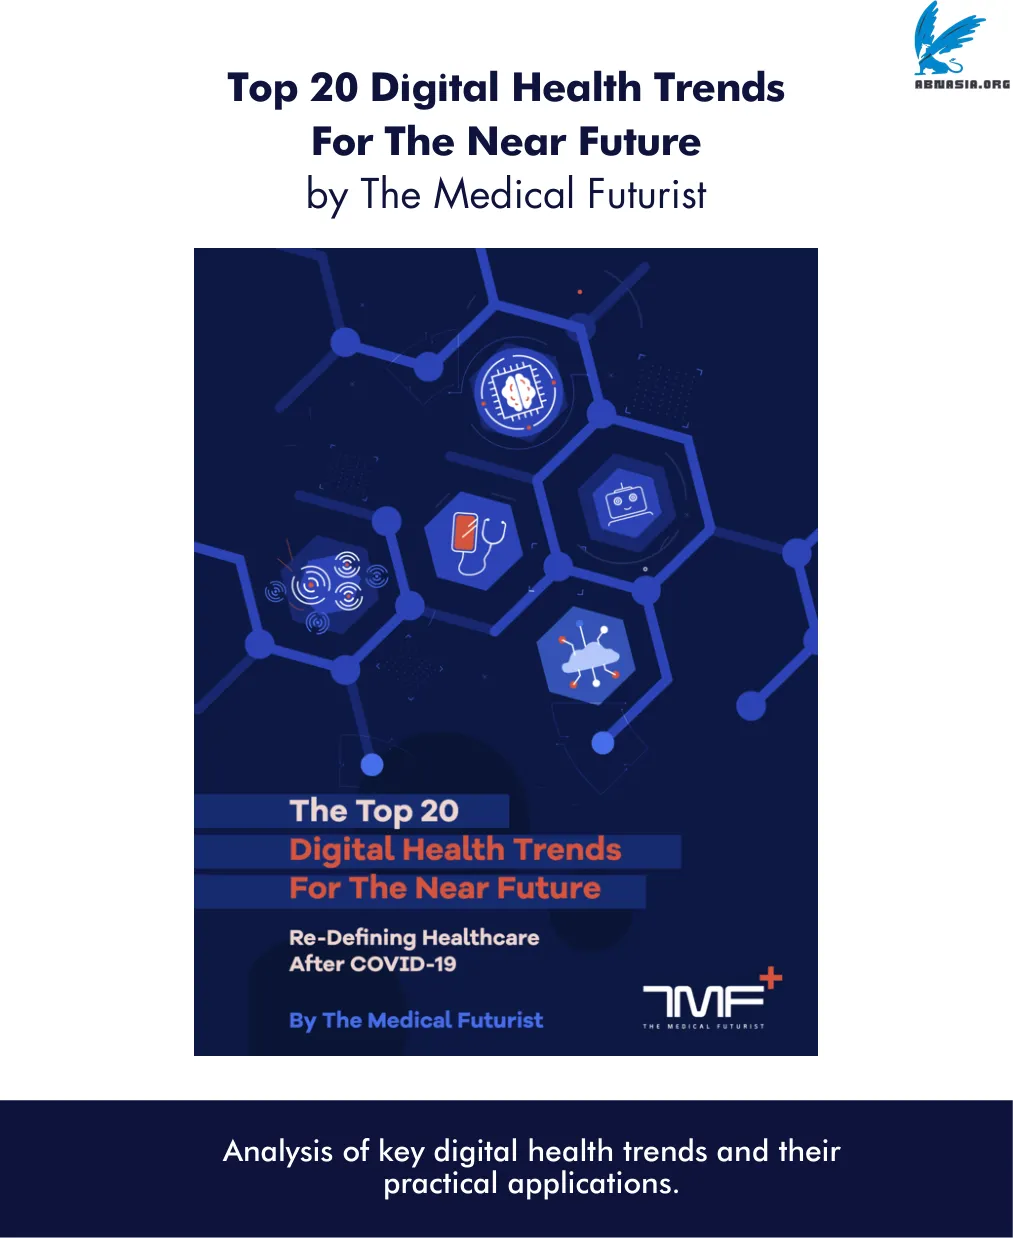 ABNASIA.ORG
Top 20 Digital Health Trends
For The Near Future
by The Medical Futurist
The Top 20
Digital Health Trends
For The Near Future
Re-Defining Healthcare
After COVID-19
By The Medical Futurist
TMF+
THE MEDICAL FUTURIST
Analysis of key digital health trends and their
practical applications.